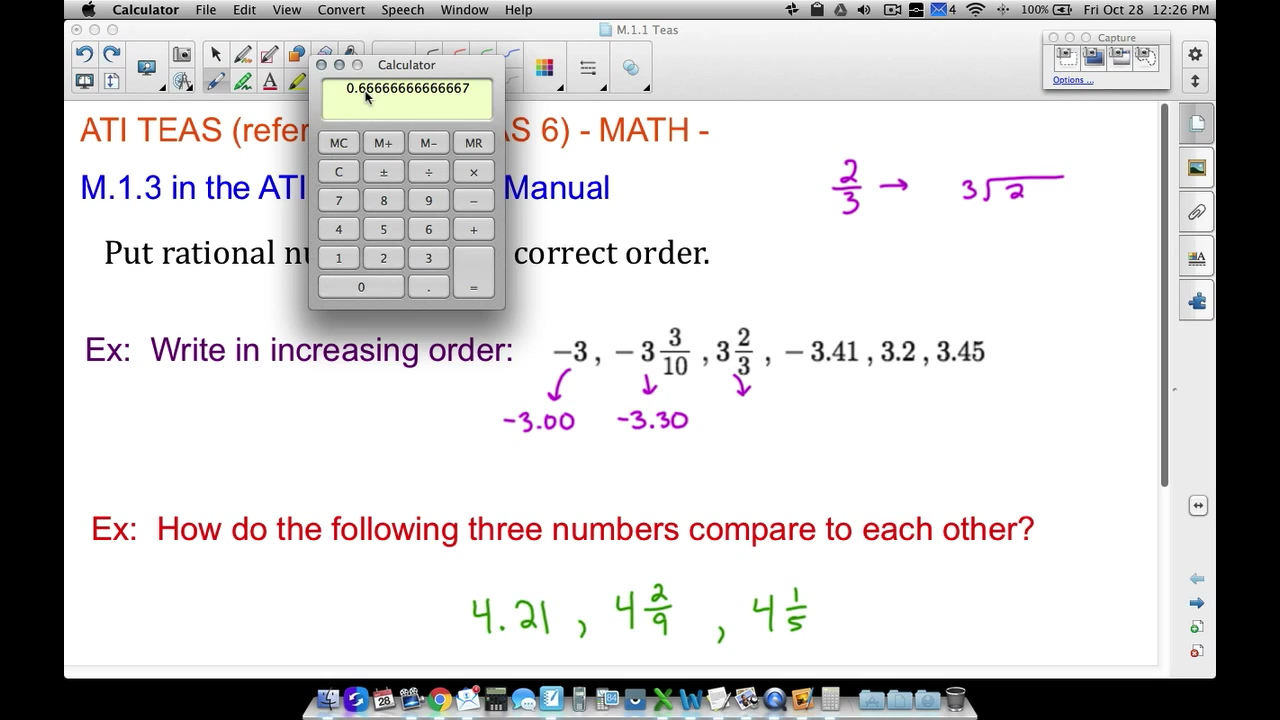 Calculator File Edit View Convert Speech Window Help 4 100% Fri Oct 28 12:26 PM
M.1.1 Teas
Capture
Options ...
Calculator
0.66666666666667
MC M+ M− MR
C ± ÷ ×
7 8 9 −
4 5 6 +
1 2 3
0 . =
ATI TEAS (refer AS 6) - MATH -
M.1.3 in the ATI Manual
2/3 → 3√2
Put rational nu correct order.
Ex: Write in increasing order: −3 , − 3 3/10 , 3 2/3 , − 3.41 , 3.2 , 3.45
-3.00 -3.30
Ex: How do the following three numbers compare to each other?
4.21 , 4 2/9 , 4 1/5